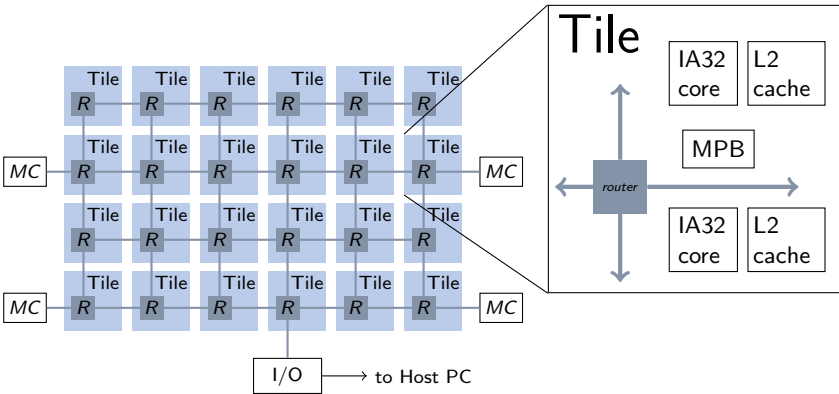 Tile Tile Tile Tile Tile Tile
R R R R R R
Tile Tile Tile Tile Tile Tile
MC R R R R R R MC
Tile Tile Tile Tile Tile Tile
R R R R R R
Tile Tile Tile Tile Tile Tile
MC R R R R R R MC
I/O to Host PC
Tile
IA32
core
L2
cache
MPB
router
IA32
core
L2
cache